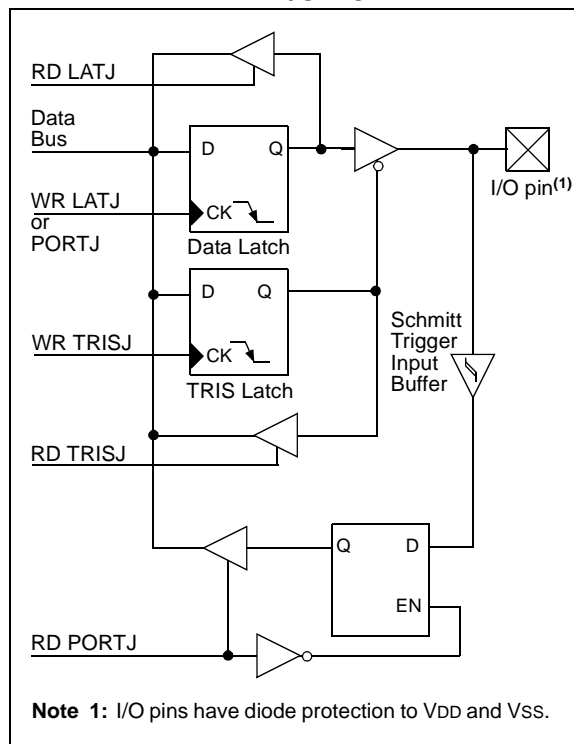 RD LATJ
Data
Bus
D Q
I/O pin(1)
WR LATJ
or
PORTJ
CK
Data Latch
D Q
Schmitt
Trigger
Input
Buffer
WR TRISJ
CK
TRIS Latch
RD TRISJ
Q D
EN
RD PORTJ
Note 1: I/O pins have diode protection to VDD and VSS.